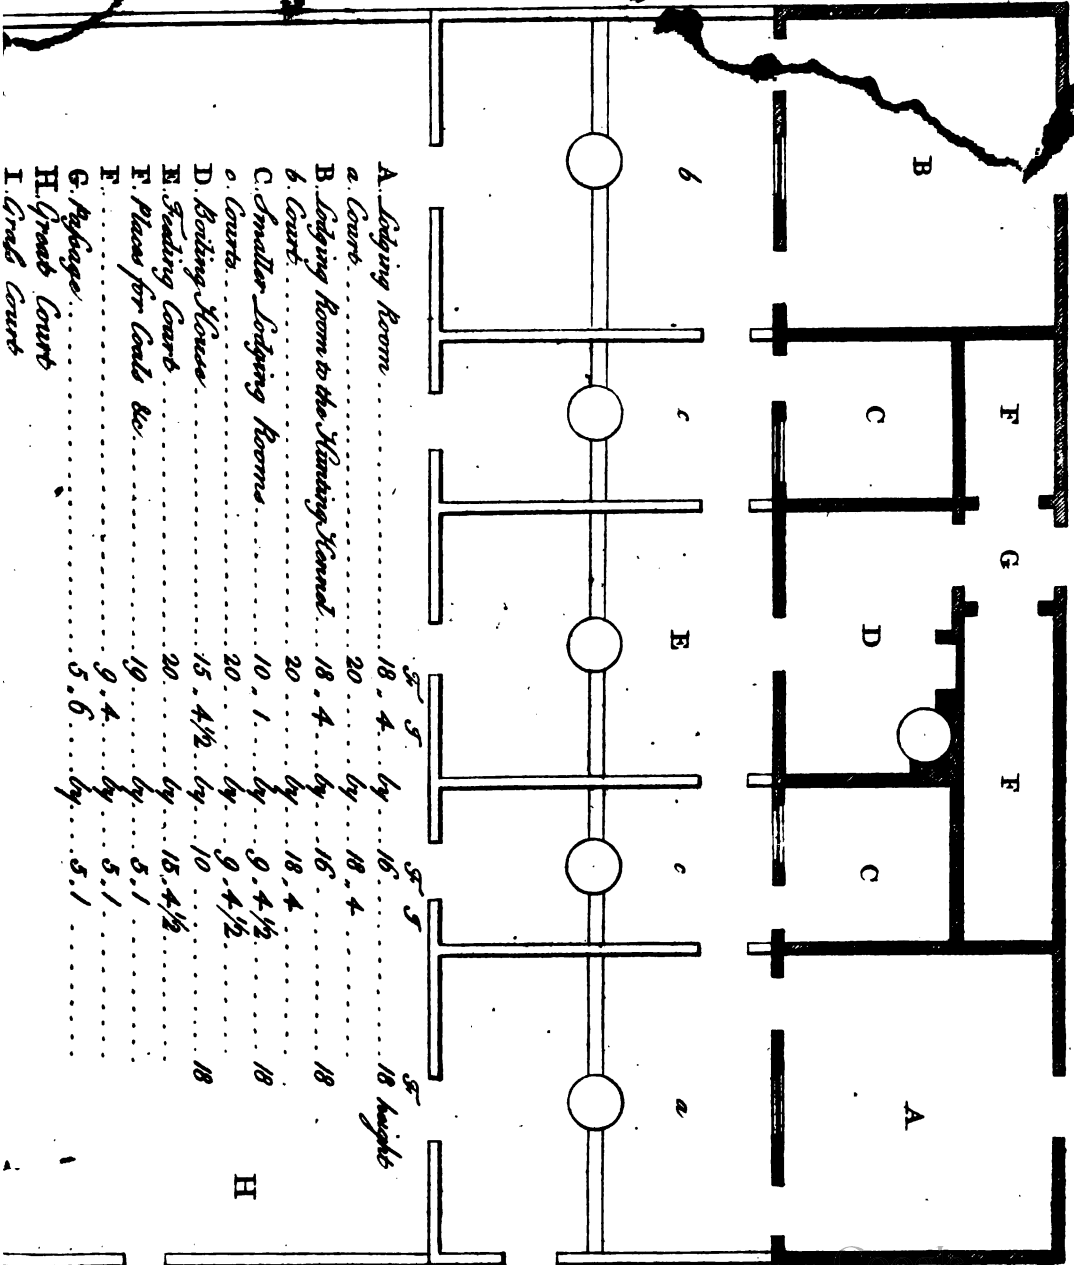 B
F
G
F
A
C
D
C
b
c
E
c
a
F I F I F
A. Lodging Room 18.4 by 16 18 height
a. Court 20 by 18.4
B. Lodging Room to the Hunting Kennel 18.4 by 16 18
b. Court 20 by 18.4
C. Smaller Lodging Rooms 10.1 by 9.4½ 18
c. Courts 20 by 9.4½
D. Boiling House 15.4½ by 10 18
E. Feeding Court 20 by 15.4½
F. Places for Coals &c. 19 by 5.1
F 9.4 by 5.1
G. Paſsage 5.6 by 5.1
H. Great Court
I. Graſs Court
H